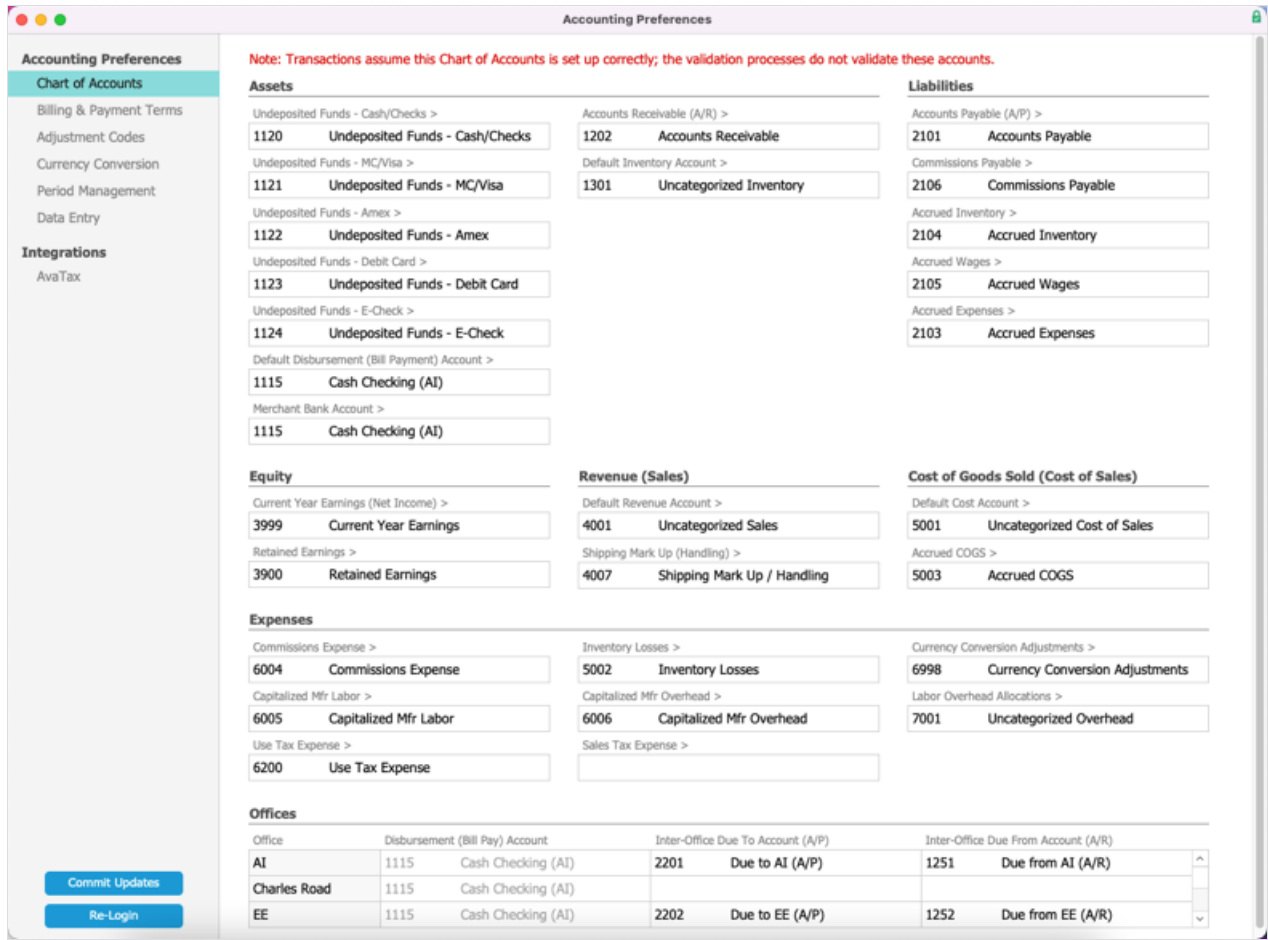 Accounting Preferences
Accounting Preferences
Chart of Accounts
Billing & Payment Terms
Adjustment Codes
Currency Conversion
Period Management
Data Entry
Integrations
AvaTax
Commit Updates
Re-Login
Note: Transactions assume this Chart of Accounts is set up correctly; the validation processes do not validate these accounts.
Assets
Undeposited Funds - Cash/Checks >
1120 Undeposited Funds - Cash/Checks
Undeposited Funds - MC/Visa >
1121 Undeposited Funds - MC/Visa
Undeposited Funds - Amex >
1122 Undeposited Funds - Amex
Undeposited Funds - Debit Card >
1123 Undeposited Funds - Debit Card
Undeposited Funds - E-Check >
1124 Undeposited Funds - E-Check
Default Disbursement (Bill Payment) Account >
1115 Cash Checking (AI)
Merchant Bank Account >
1115 Cash Checking (AI)
Accounts Receivable (A/R) >
1202 Accounts Receivable
Default Inventory Account >
1301 Uncategorized Inventory
Liabilities
Accounts Payable (A/P) >
2101 Accounts Payable
Commissions Payable >
2106 Commissions Payable
Accrued Inventory >
2104 Accrued Inventory
Accrued Wages >
2105 Accrued Wages
Accrued Expenses >
2103 Accrued Expenses
Equity
Current Year Earnings (Net Income) >
3999 Current Year Earnings
Retained Earnings >
3900 Retained Earnings
Revenue (Sales)
Default Revenue Account >
4001 Uncategorized Sales
Shipping Mark Up (Handling) >
4007 Shipping Mark Up / Handling
Cost of Goods Sold (Cost of Sales)
Default Cost Account >
5001 Uncategorized Cost of Sales
Accrued COGS >
5003 Accrued COGS
Expenses
Commissions Expense > Inventory Losses > Currency Conversion Adjustments >
6004 Commissions Expense 5002 Inventory Losses 6998 Currency Conversion Adjustments
Capitalized Mfr Labor > Capitalized Mfr Overhead > Labor Overhead Allocations >
6005 Capitalized Mfr Labor 6006 Capitalized Mfr Overhead 7001 Uncategorized Overhead
Use Tax Expense > Sales Tax Expense >
6200 Use Tax Expense
Offices
Office Disbursement (Bill Pay) Account Inter-Office Due To Account (A/P) Inter-Office Due From Account (A/R)
AI 1115 Cash Checking (AI) 2201 Due to AI (A/P) 1251 Due from AI (A/R)
Charles Road 1115 Cash Checking (AI)
EE 1115 Cash Checking (AI) 2202 Due to EE (A/P) 1252 Due from EE (A/R)